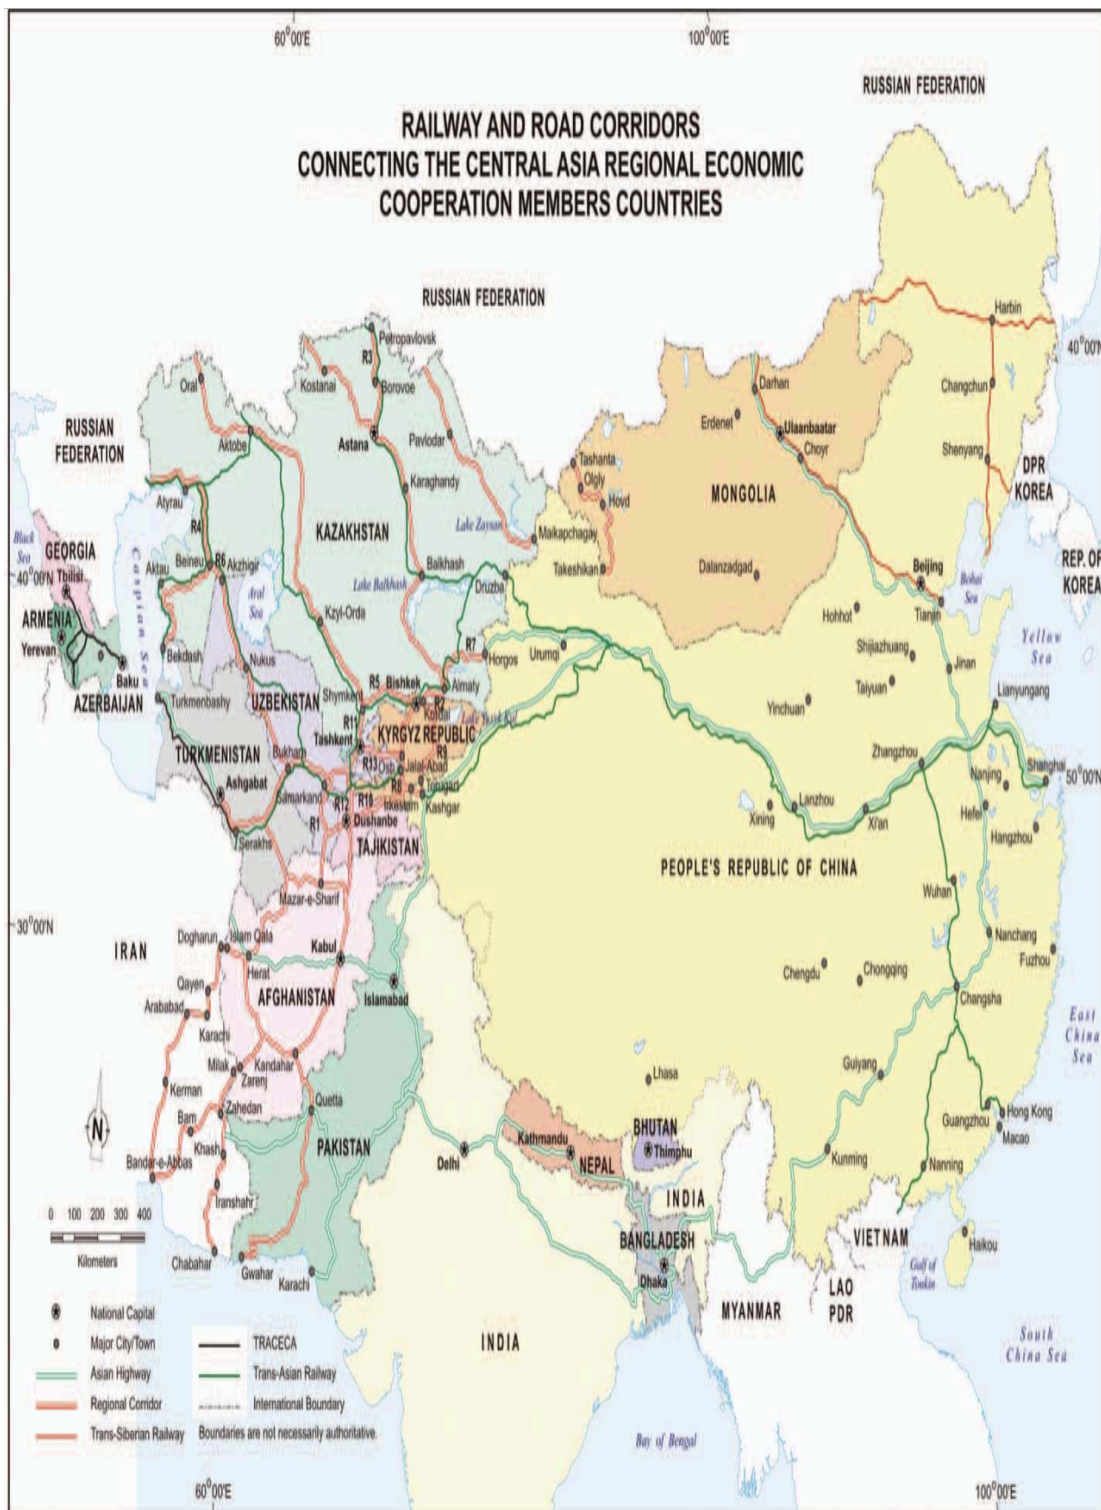 60°00'E
100°00'E
RUSSIAN FEDERATION
RAILWAY AND ROAD CORRIDORS
CONNECTING THE CENTRAL ASIA REGIONAL ECONOMIC
COOPERATION MEMBERS COUNTRIES
RUSSIAN FEDERATION
Harbin
Petropavlovsk
40°00'N
R3
Oral
Kostanai
Borovoe
Darhan
Changchun
Erdenet
RUSSIAN
FEDERATION
Aktobe
Astana
Pavlodar
Ulaanbaatar
Choyr
Shenyang
Tashanta
Olgiy
DPR
KOREA
Atyrau
Karaghandy
Hovd
MONGOLIA
R4
Lake Zaysan
KAZAKHSTAN
Maikapchagay
Black
Sea
GEORGIA
Tbilisi
Caspian Sea
Beineu
R6
Akzhigir
Balkhash
Takeshikan
Dalanzadgad
Beijing
Bohai
Sea
REP. OF
KOREA
40°00'N
Aktau
Aral
Sea
Lake Balkhash
Druzba
Tianjin
ARMENIA
Hohhot
Kzyl-Orda
Yerevan
Yellow
Sea
Bekdash
R7
Horgos
Urumqi
Shijiazhuang
Jinan
Baku
Nukus
AZERBAIJAN
Turkmenbashy
UZBEKISTAN
Shymkent
R5
Bishkek
Almaty
Taiyuan
Lianyungang
R2
Yinchuan
R11
Tashkent
KYRGYZ REPUBLIC
TURKMENISTAN
R9
Zhangzhou
R13
Osh
Jalal-Abad
Ashgabat
Samarkand
R8
Torugart
Nanjing
Shanghai
50°00'N
R12
R10
Irkeshtam
Kashgar
Xining
Lanzhou
Xi'an
Hefei
Serakhs
R1
Dushanbe
Hangzhou
TAJIKISTAN
PEOPLE'S REPUBLIC OF CHINA
Mazar-e-Sharif
Wuhan
30°00'N
IRAN
Dogharun
Islam Qala
Kabul
Nanchang
Herat
Fuzhou
Qayen
AFGHANISTAN
Islamabad
Chengdu
Chongqing
Changsha
Arababad
Karachi
East
China
Sea
Kandahar
Milak
Zarenj
Guiyang
Lhasa
Kerman
Quetta
Zahedan
Bam
Guangzhou
Hong Kong
Macao
N
Khash
PAKISTAN
Kathmandu
BHUTAN
Thimphu
Bandar-e-Abbas
Delhi
NEPAL
Kunming
Nanning
Iranshahr
INDIA
0 100 200 300 400
Kilometers
BANGLADESH
VIETNAM
Haikou
Chabahar
Gwahar
Karachi
Dhaka
Gulf of
Tonkin
LAO
PDR
MYANMAR
National Capital
Major City/Town
TRACECA
INDIA
South
China Sea
Asian Highway
Trans-Asian Railway
Regional Corridor
International Boundary
Trans-Siberian Railway
Boundaries are not necessarily authoritative.
Bay of Bengal
60°00'E
100°00'E